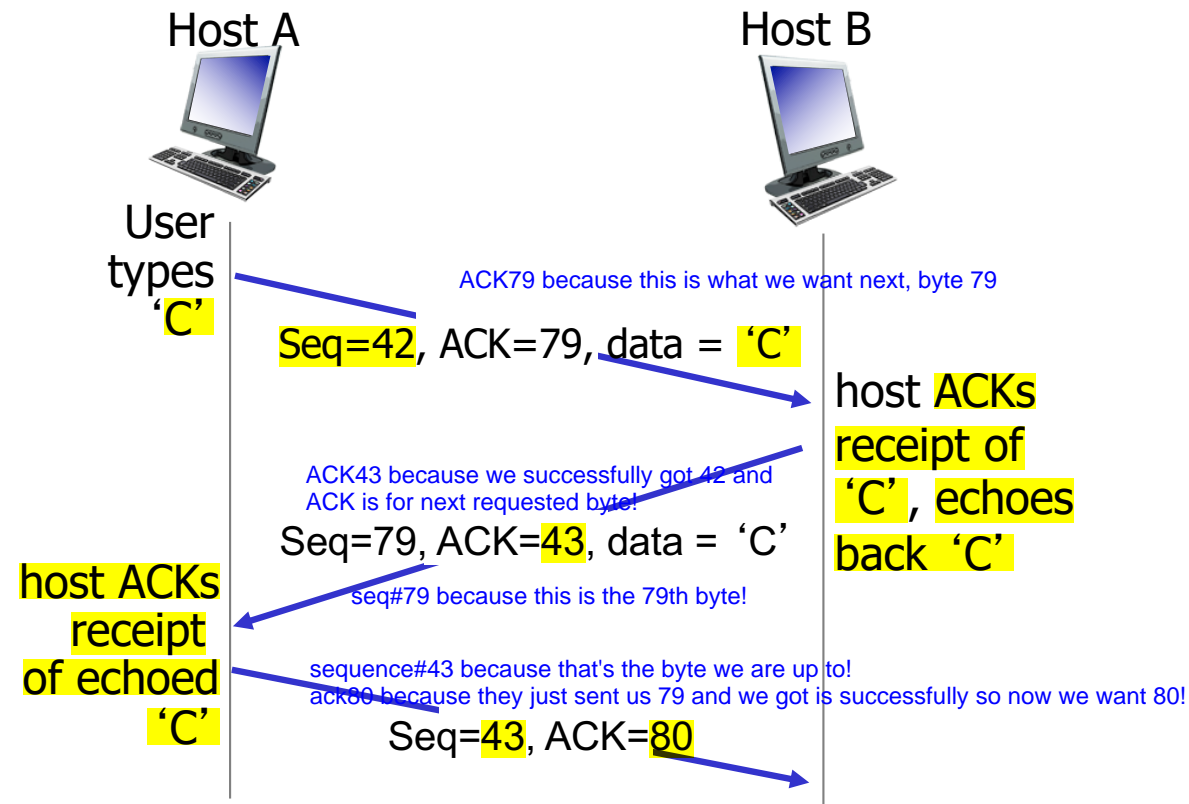 Host A
Host B
User
types
‘C’
ACK79 because this is what we want next, byte 79
Seq=42, ACK=79, data = ‘C’
host ACKs
receipt of
‘C’, echoes
back ‘C’
ACK43 because we successfully got 42 and
ACK is for next requested byte!
Seq=79, ACK=43, data = ‘C’
seq#79 because this is the 79th byte!
host ACKs
receipt
of echoed
‘C’
sequence#43 because that's the byte we are up to!
ack80 because they just sent us 79 and we got is successfully so now we want 80!
Seq=43, ACK=80